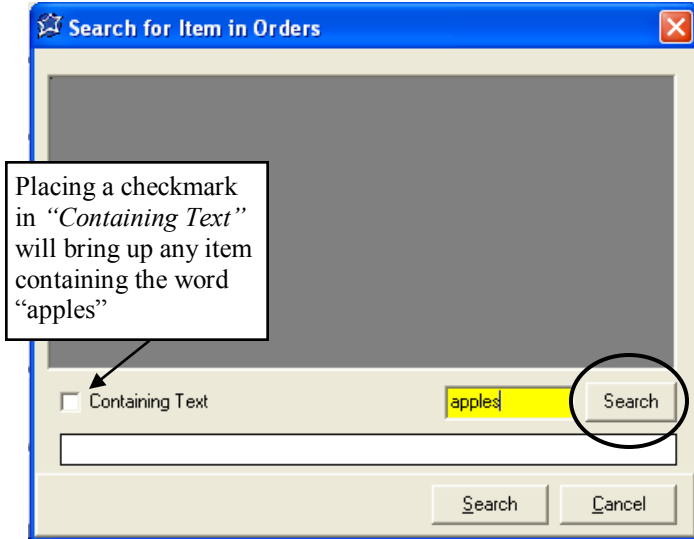 Search for Item in Orders
Placing a checkmark
in “Containing Text”
will bring up any item
containing the word
“apples”
Containing Text
apples
Search
Search
Cancel